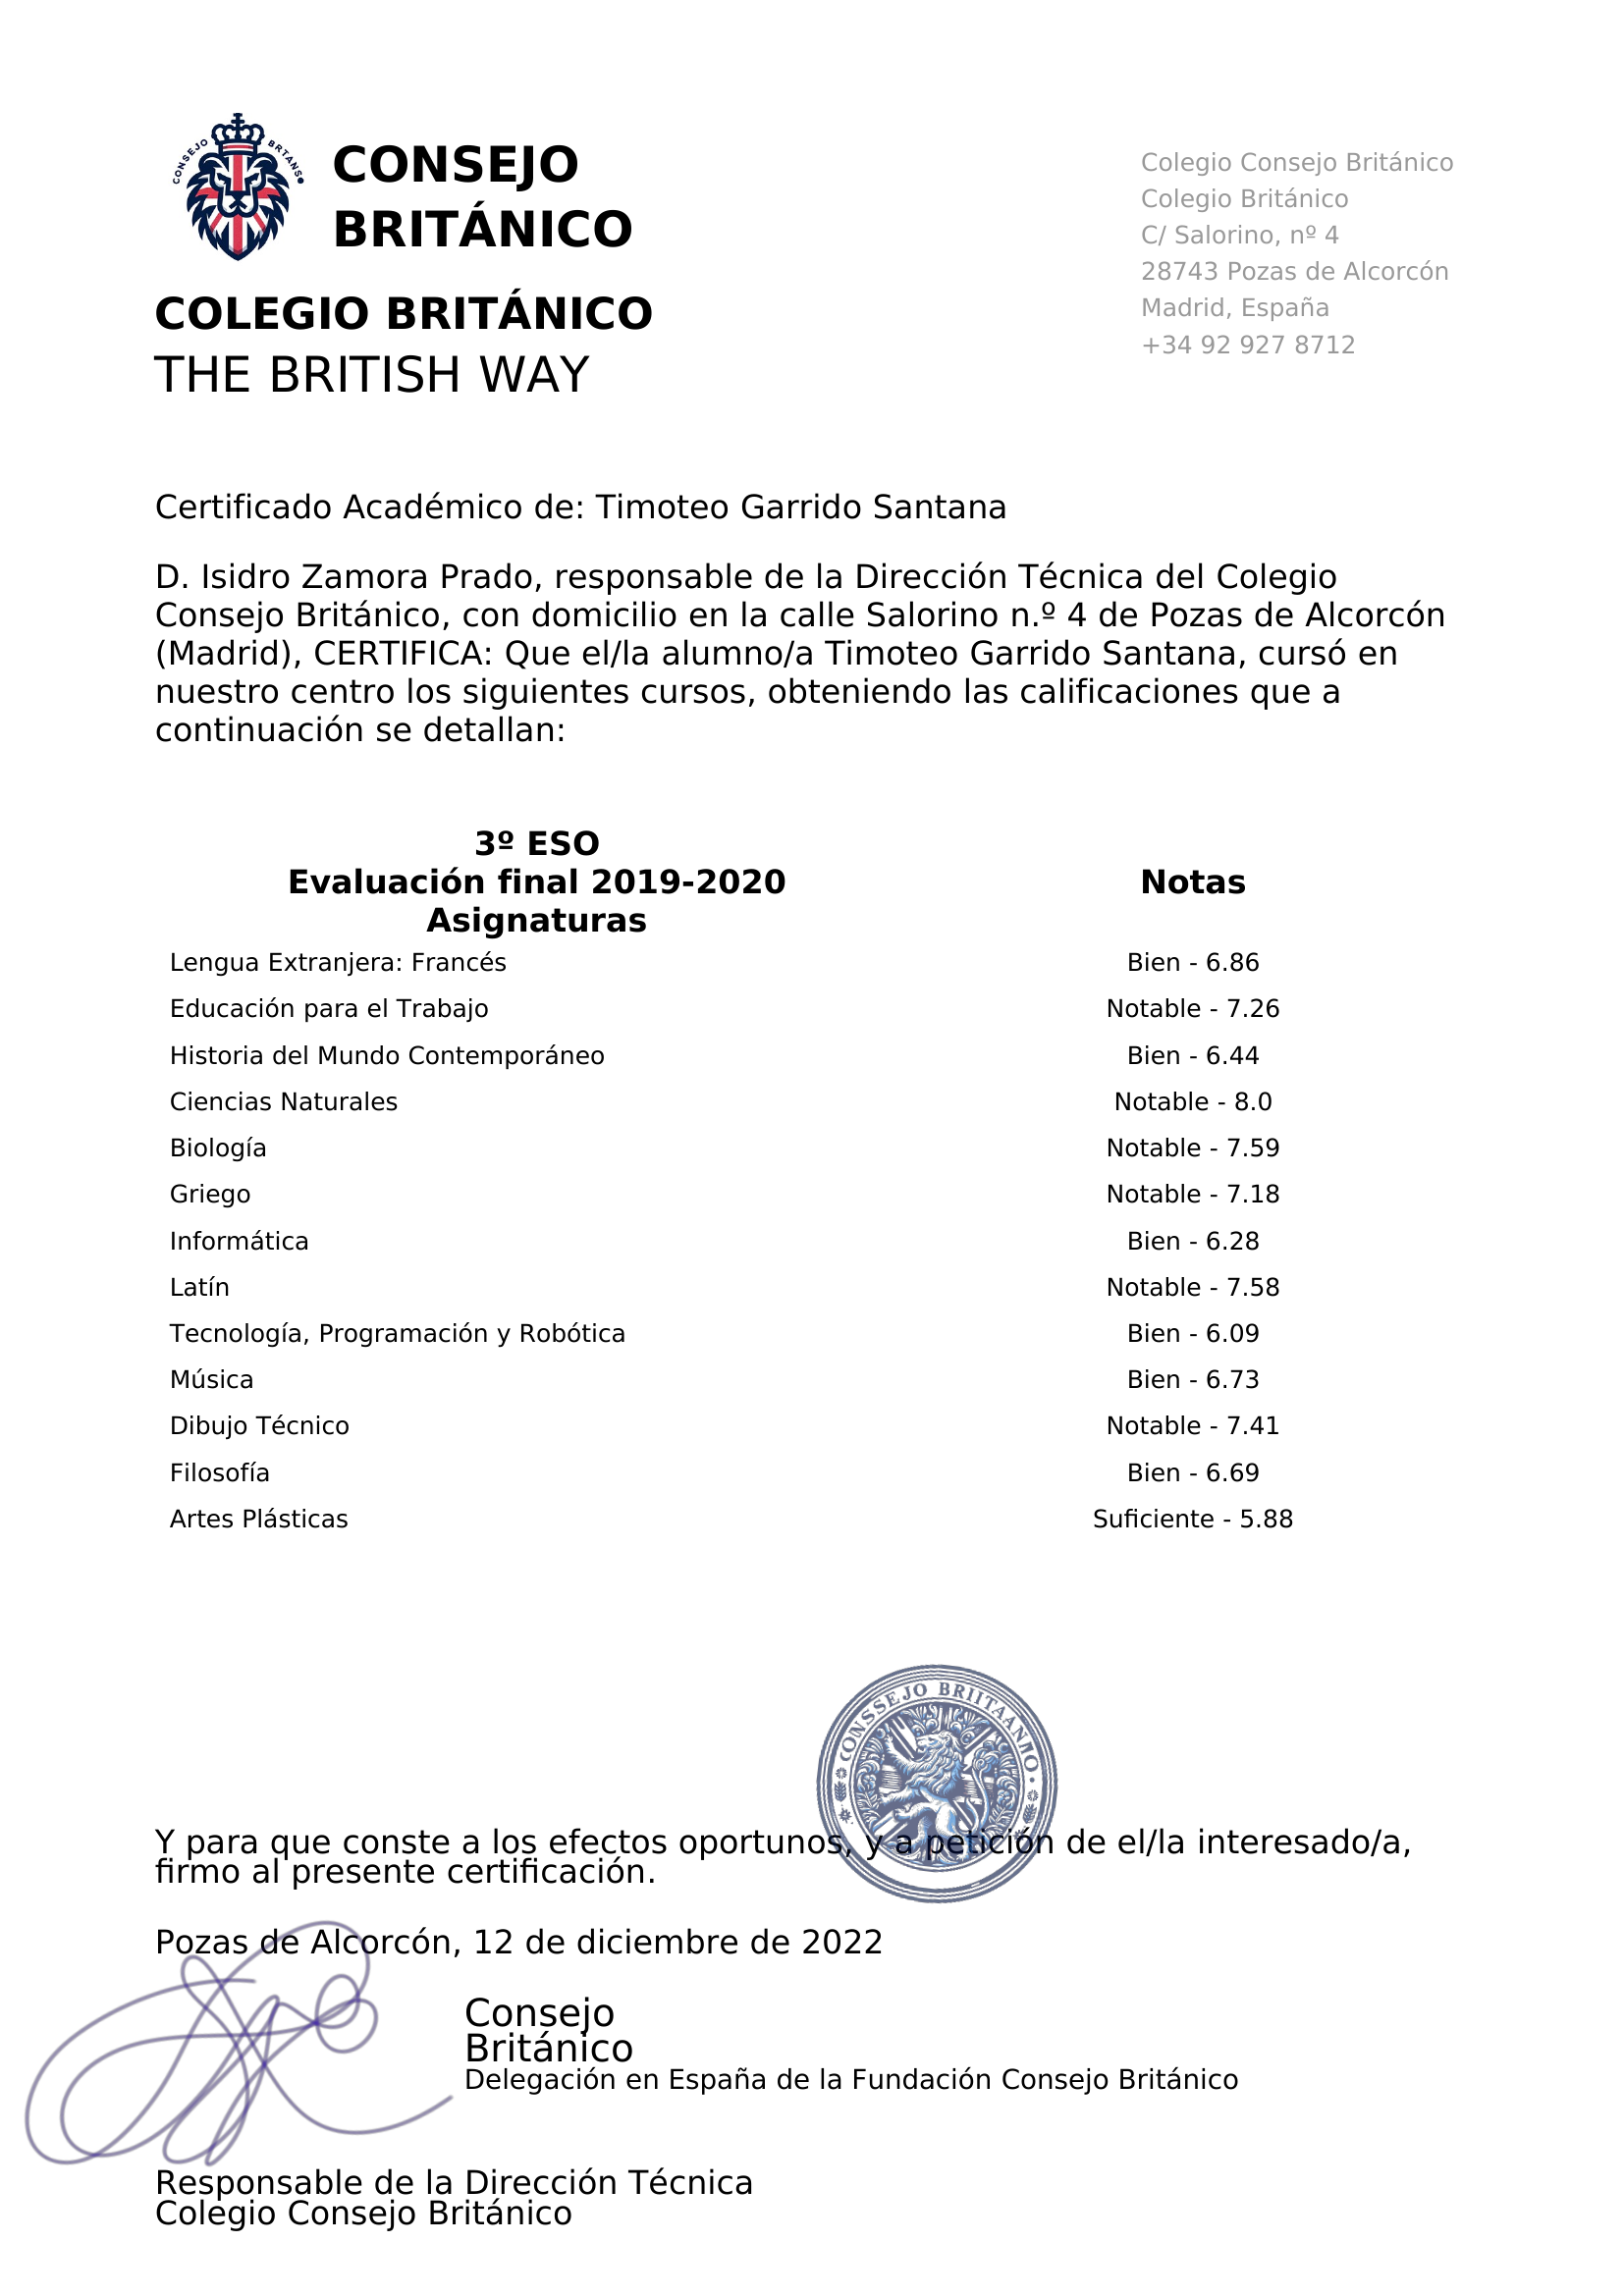 CONSEJO BRTANS
CONSEJO
BRITÁNICO
COLEGIO BRITÁNICO
THE BRITISH WAY
Colegio Consejo Británico
Colegio Británico
C/ Salorino, nº 4
28743 Pozas de Alcorcón
Madrid, España
+34 92 927 8712
Certificado Académico de: Timoteo Garrido Santana
D. Isidro Zamora Prado, responsable de la Dirección Técnica del Colegio
Consejo Británico, con domicilio en la calle Salorino n.º 4 de Pozas de Alcorcón
(Madrid), CERTIFICA: Que el/la alumno/a Timoteo Garrido Santana, cursó en
nuestro centro los siguientes cursos, obteniendo las calificaciones que a
continuación se detallan:
3º ESO
Evaluación final 2019-2020 Notas
Asignaturas
Lengua Extranjera: Francés Bien - 6.86
Educación para el Trabajo Notable - 7.26
Historia del Mundo Contemporáneo Bien - 6.44
Ciencias Naturales Notable - 8.0
Biología Notable - 7.59
Griego Notable - 7.18
Informática Bien - 6.28
Latín Notable - 7.58
Tecnología, Programación y Robótica Bien - 6.09
Música Bien - 6.73
Dibujo Técnico Notable - 7.41
Filosofía Bien - 6.69
Artes Plásticas Suficiente - 5.88
CONSSEJO BRIITAANMO
Y para que conste a los efectos oportunos, y a petición de el/la interesado/a,
firmo al presente certificación.
Pozas de Alcorcón, 12 de diciembre de 2022
Consejo
Británico
Delegación en España de la Fundación Consejo Británico
Responsable de la Dirección Técnica
Colegio Consejo Británico